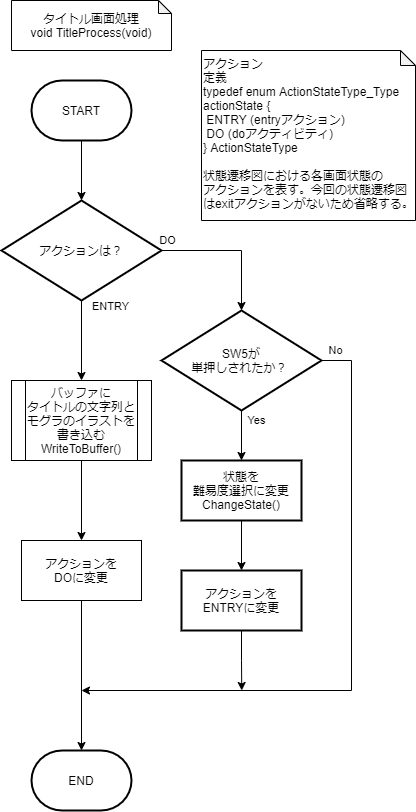 タイトル画面処理
void TitleProcess(void)
アクション
定義
typedef enum ActionStateType_Type
actionState {
ENTRY (entryアクション)
DO (doアクティビティ)
} ActionStateType
状態遷移図における各画面状態の
アクションを表す。今回の状態遷移図
はexitアクションがないため省略する。
START
アクションは？
DO
ENTRY
SW5が
単押しされたか？
No
Yes
バッファに
タイトルの文字列と
モグラのイラストを
書き込む
WriteToBuffer()
状態を
難易度選択に変更
ChangeState()
アクションを
DOに変更
アクションを
ENTRYに変更
END